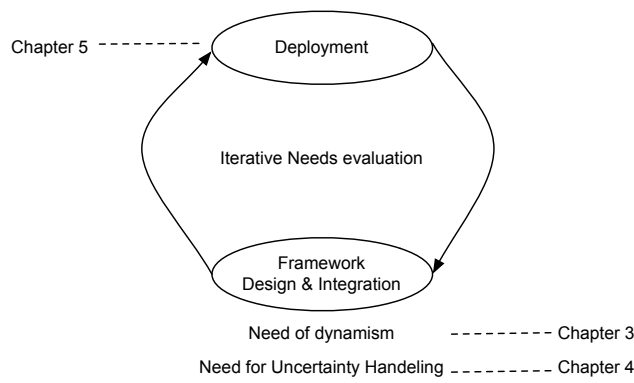 Deployment
Chapter 5
Iterative Needs evaluation
Framework
Design & Integration
Need of dynamism
Chapter 3
Need for Uncertainty Handeling
Chapter 4